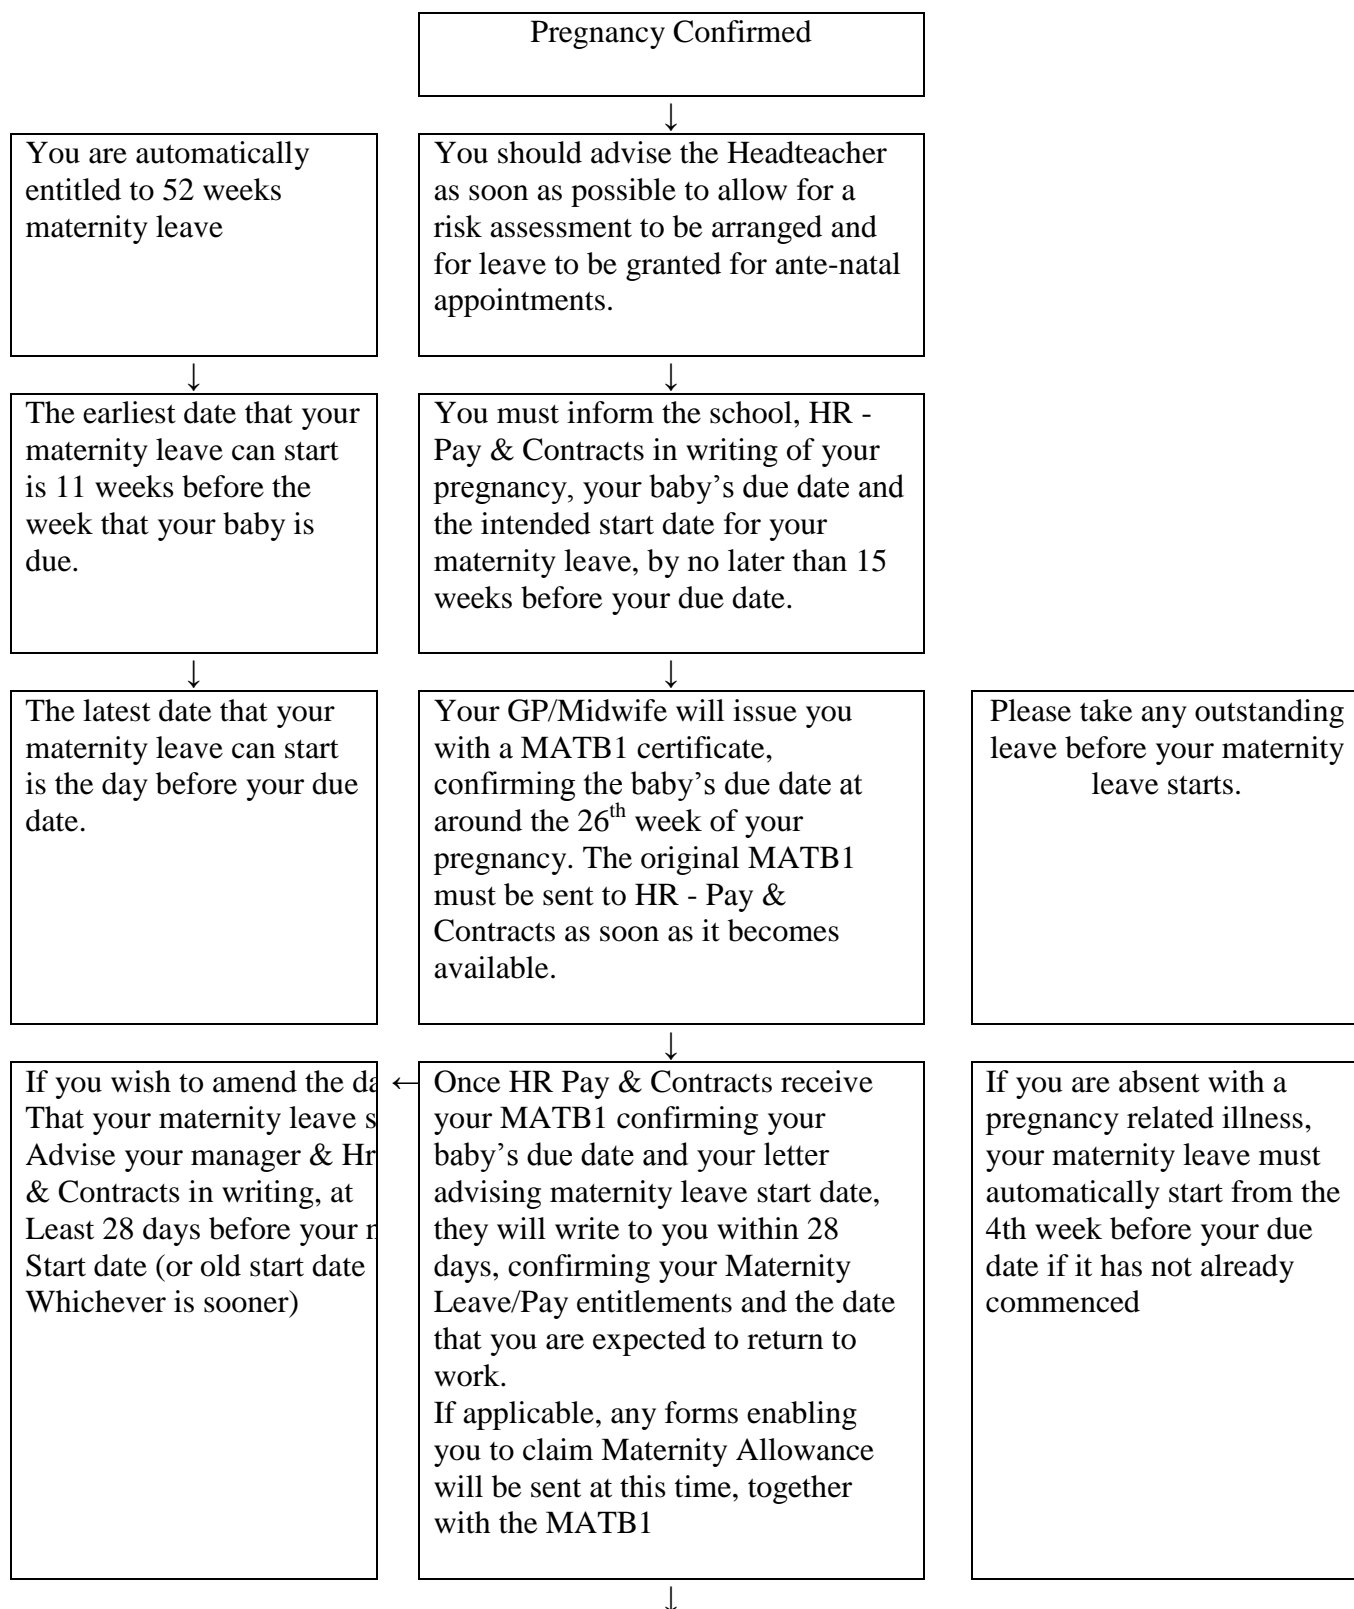 Pregnancy Confirmed
↓
You are automatically
entitled to 52 weeks
maternity leave
You should advise the Headteacher
as soon as possible to allow for a
risk assessment to be arranged and
for leave to be granted for ante-natal
appointments.
↓
↓
The earliest date that your
maternity leave can start
is 11 weeks before the
week that your baby is
due.
You must inform the school, HR -
Pay & Contracts in writing of your
pregnancy, your baby’s due date and
the intended start date for your
maternity leave, by no later than 15
weeks before your due date.
↓
↓
The latest date that your
maternity leave can start
is the day before your due
date.
Your GP/Midwife will issue you
with a MATB1 certificate,
confirming the baby’s due date at
around the 26th week of your
pregnancy. The original MATB1
must be sent to HR - Pay &
Contracts as soon as it becomes
available.
Please take any outstanding
leave before your maternity
leave starts.
↓
If you wish to amend the
That your maternity leave
Advise your manager & Hr
& Contracts in writing, at
Least 28 days before your
Start date (or old start date
Whichever is sooner)
←
Once HR Pay & Contracts receive
your MATB1 confirming your
baby’s due date and your letter
advising maternity leave start date,
they will write to you within 28
days, confirming your Maternity
Leave/Pay entitlements and the date
that you are expected to return to
work.
If applicable, any forms enabling
you to claim Maternity Allowance
will be sent at this time, together
with the MATB1
If you are absent with a
pregnancy related illness,
your maternity leave must
automatically start from the
4th week before your due
date if it has not already
commenced
↓